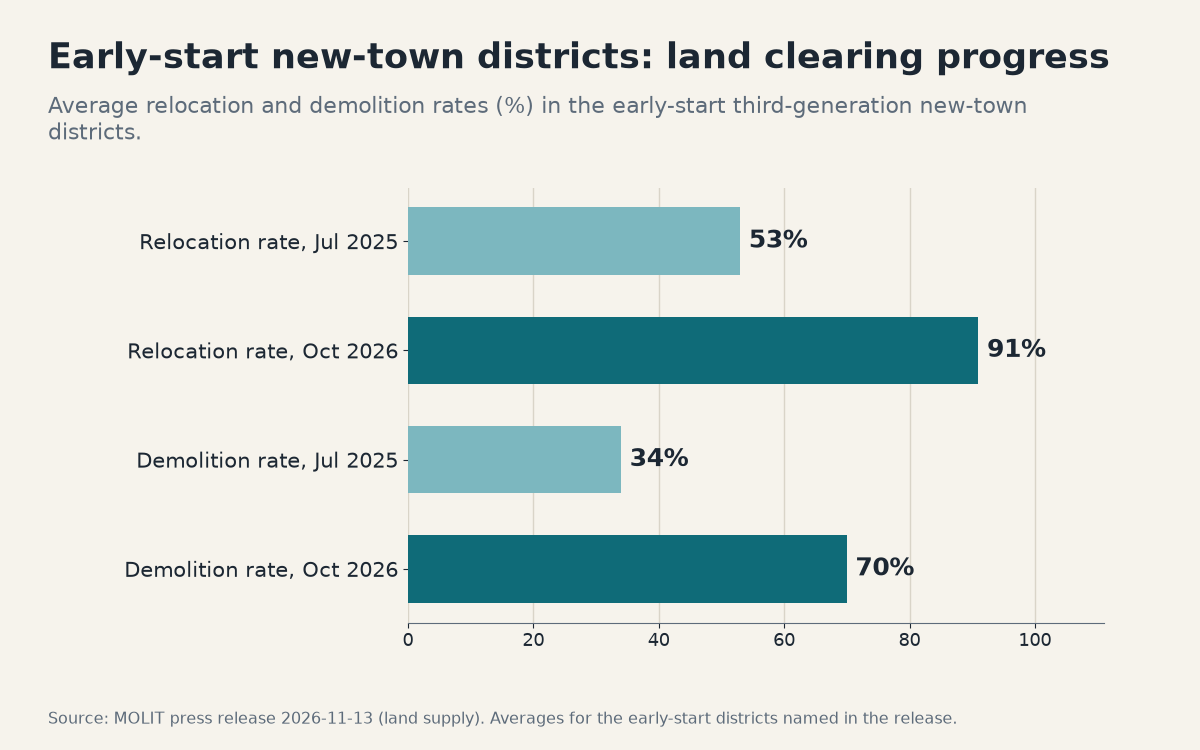 Early-start new-town districts: land clearing progress
Average relocation and demolition rates (%) in the early-start third-generation new-town
districts.
Relocation rate, Jul 2025
53%
Relocation rate, Oct 2026
91%
Demolition rate, Jul 2025
34%
Demolition rate, Oct 2026
70%
0 20 40 60 80 100
Source: MOLIT press release 2026-11-13 (land supply). Averages for the early-start districts named in the release.